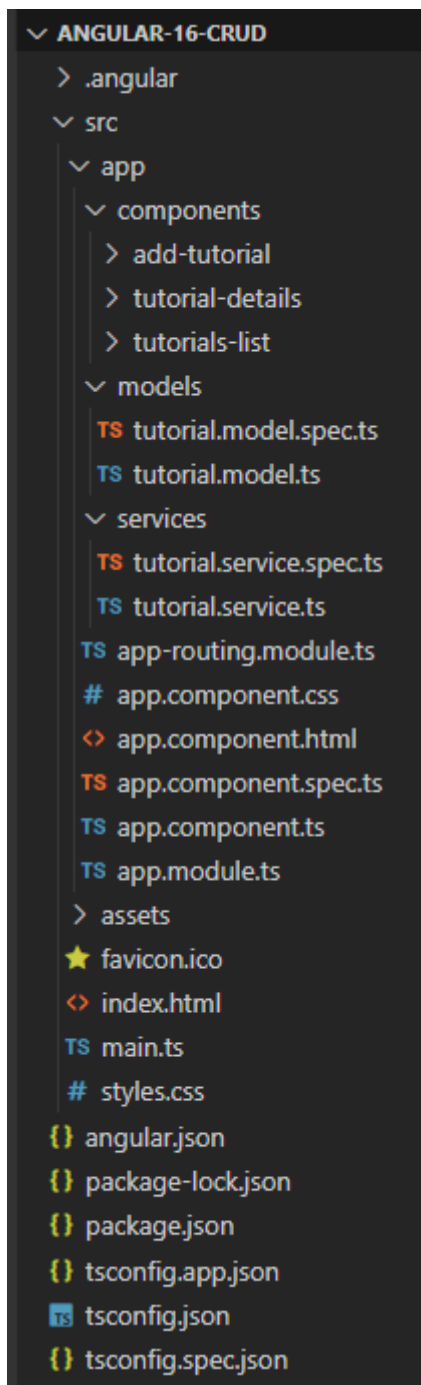 ANGULAR-16-CRUD
.angular
src
app
components
add-tutorial
tutorial-details
tutorials-list
models
TS tutorial.model.spec.ts
TS tutorial.model.ts
services
TS tutorial.service.spec.ts
TS tutorial.service.ts
TS app-routing.module.ts
# app.component.css
<> app.component.html
TS app.component.spec.ts
TS app.component.ts
TS app.module.ts
assets
favicon.ico
<> index.html
TS main.ts
# styles.css
{} angular.json
{} package-lock.json
{} package.json
{} tsconfig.app.json
TS tsconfig.json
{} tsconfig.spec.json